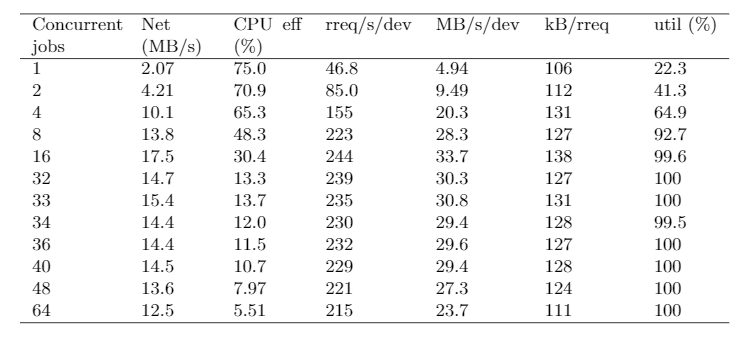 Concurrent jobs Net (MB/s) CPU eff (%) rreq/s/dev MB/s/dev kB/rreq util (%)
1 2.07 75.0 46.8 4.94 106 22.3
2 4.21 70.9 85.0 9.49 112 41.3
4 10.1 65.3 155 20.3 131 64.9
8 13.8 48.3 223 28.3 127 92.7
16 17.5 30.4 244 33.7 138 99.6
32 14.7 13.3 239 30.3 127 100
33 15.4 13.7 235 30.8 131 100
34 14.4 12.0 230 29.4 128 99.5
36 14.4 11.5 232 29.6 127 100
40 14.5 10.7 229 29.4 128 100
48 13.6 7.97 221 27.3 124 100
64 12.5 5.51 215 23.7 111 100